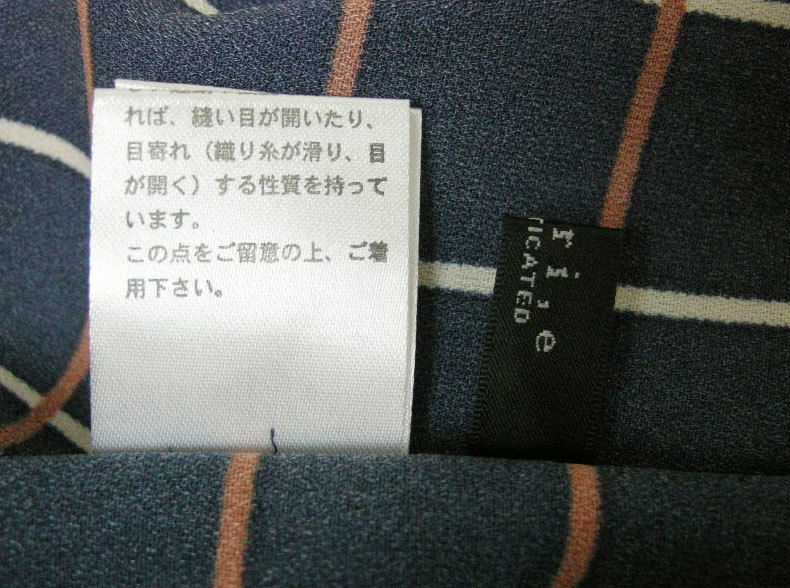 れば、縫い目が開いたり、
目寄れ（織り糸が滑り、目
が開く）する性質を持って
います。
この点をご留意の上、ご着
用下さい。
rie
TICATED